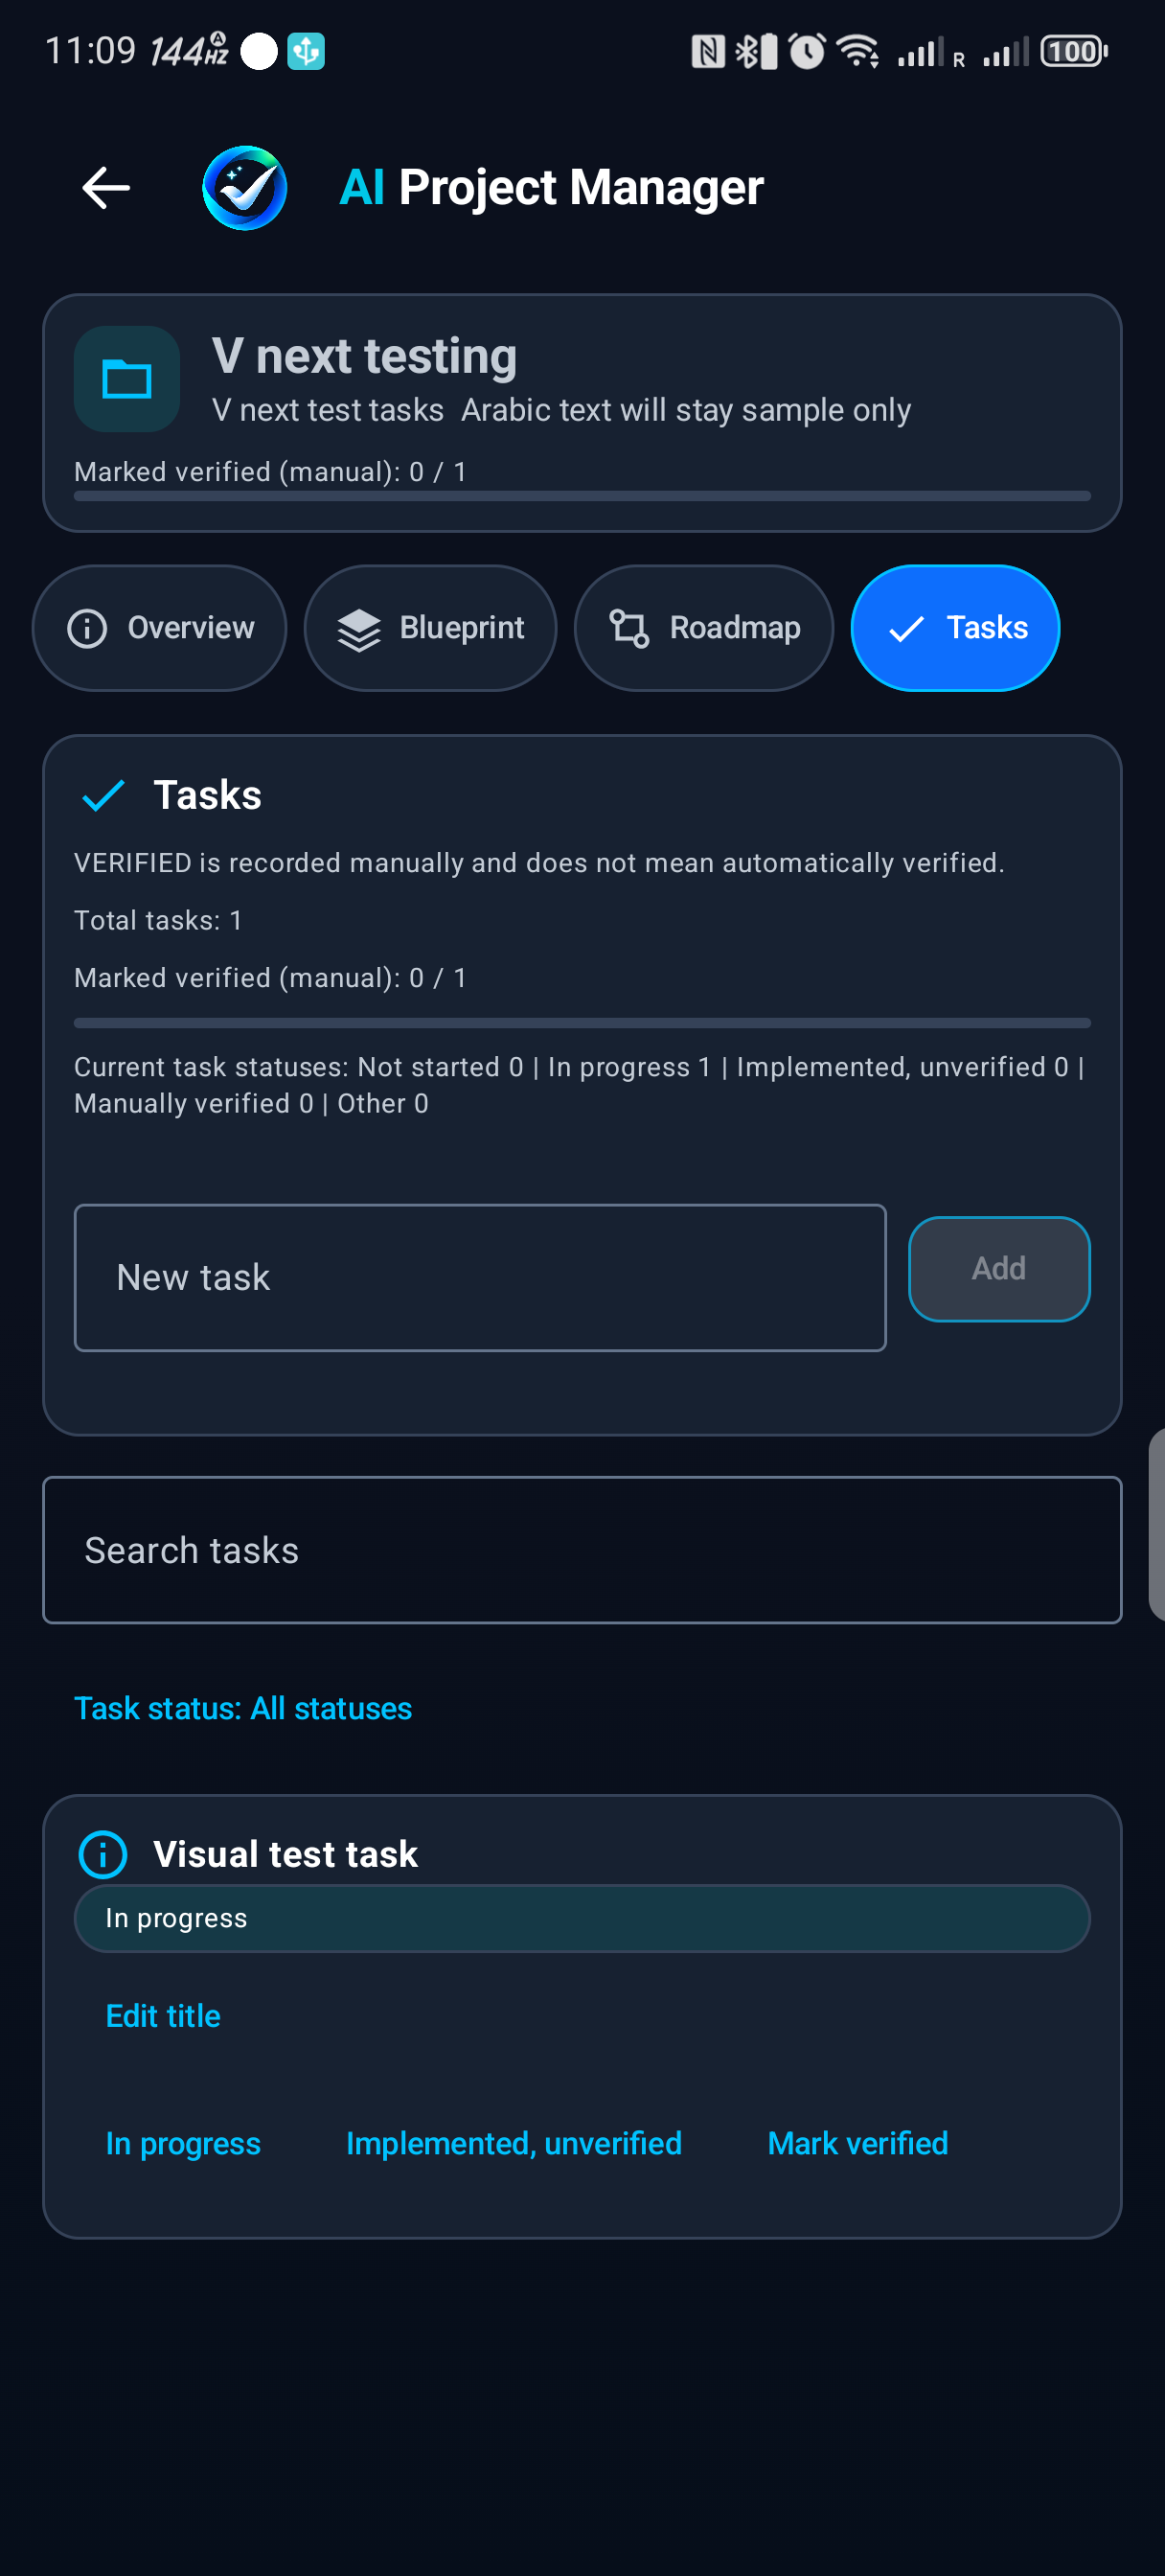 11:09 144HZ A R 100
AI Project Manager
V next testing
V next test tasks  Arabic text will stay sample only
Marked verified (manual): 0 / 1
Overview Blueprint Roadmap Tasks
Tasks
VERIFIED is recorded manually and does not mean automatically verified.
Total tasks: 1
Marked verified (manual): 0 / 1
Current task statuses: Not started 0 | In progress 1 | Implemented, unverified 0 |
Manually verified 0 | Other 0
New task Add
Search tasks
Task status: All statuses
Visual test task
In progress
Edit title
In progress Implemented, unverified Mark verified